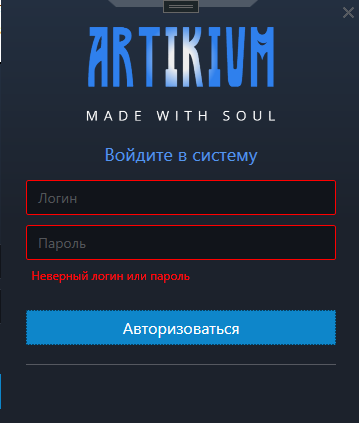 ARTIKIUM
MADE WITH SOUL
Войдите в систему
Логин
Пароль
Неверный логин или пароль
Авторизоваться